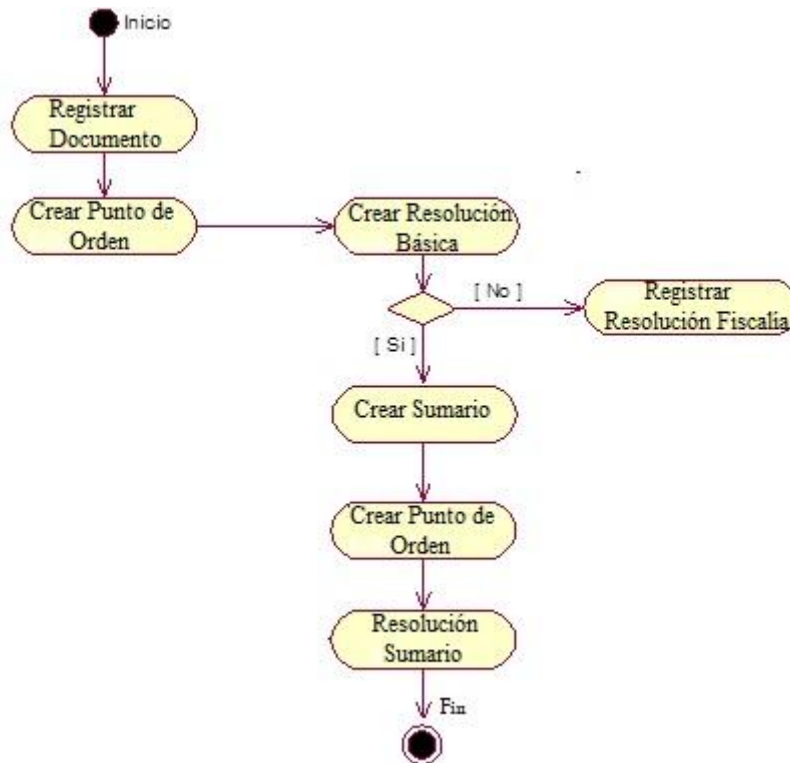 Inicio
Registrar
Documento
Crear Punto de
Orden
Crear Resolución
Básica
[ No ]
Registrar
Resolución Fiscalia
[ Si ]
Crear Sumario
Crear Punto de
Orden
Resolución
Sumario
Fin